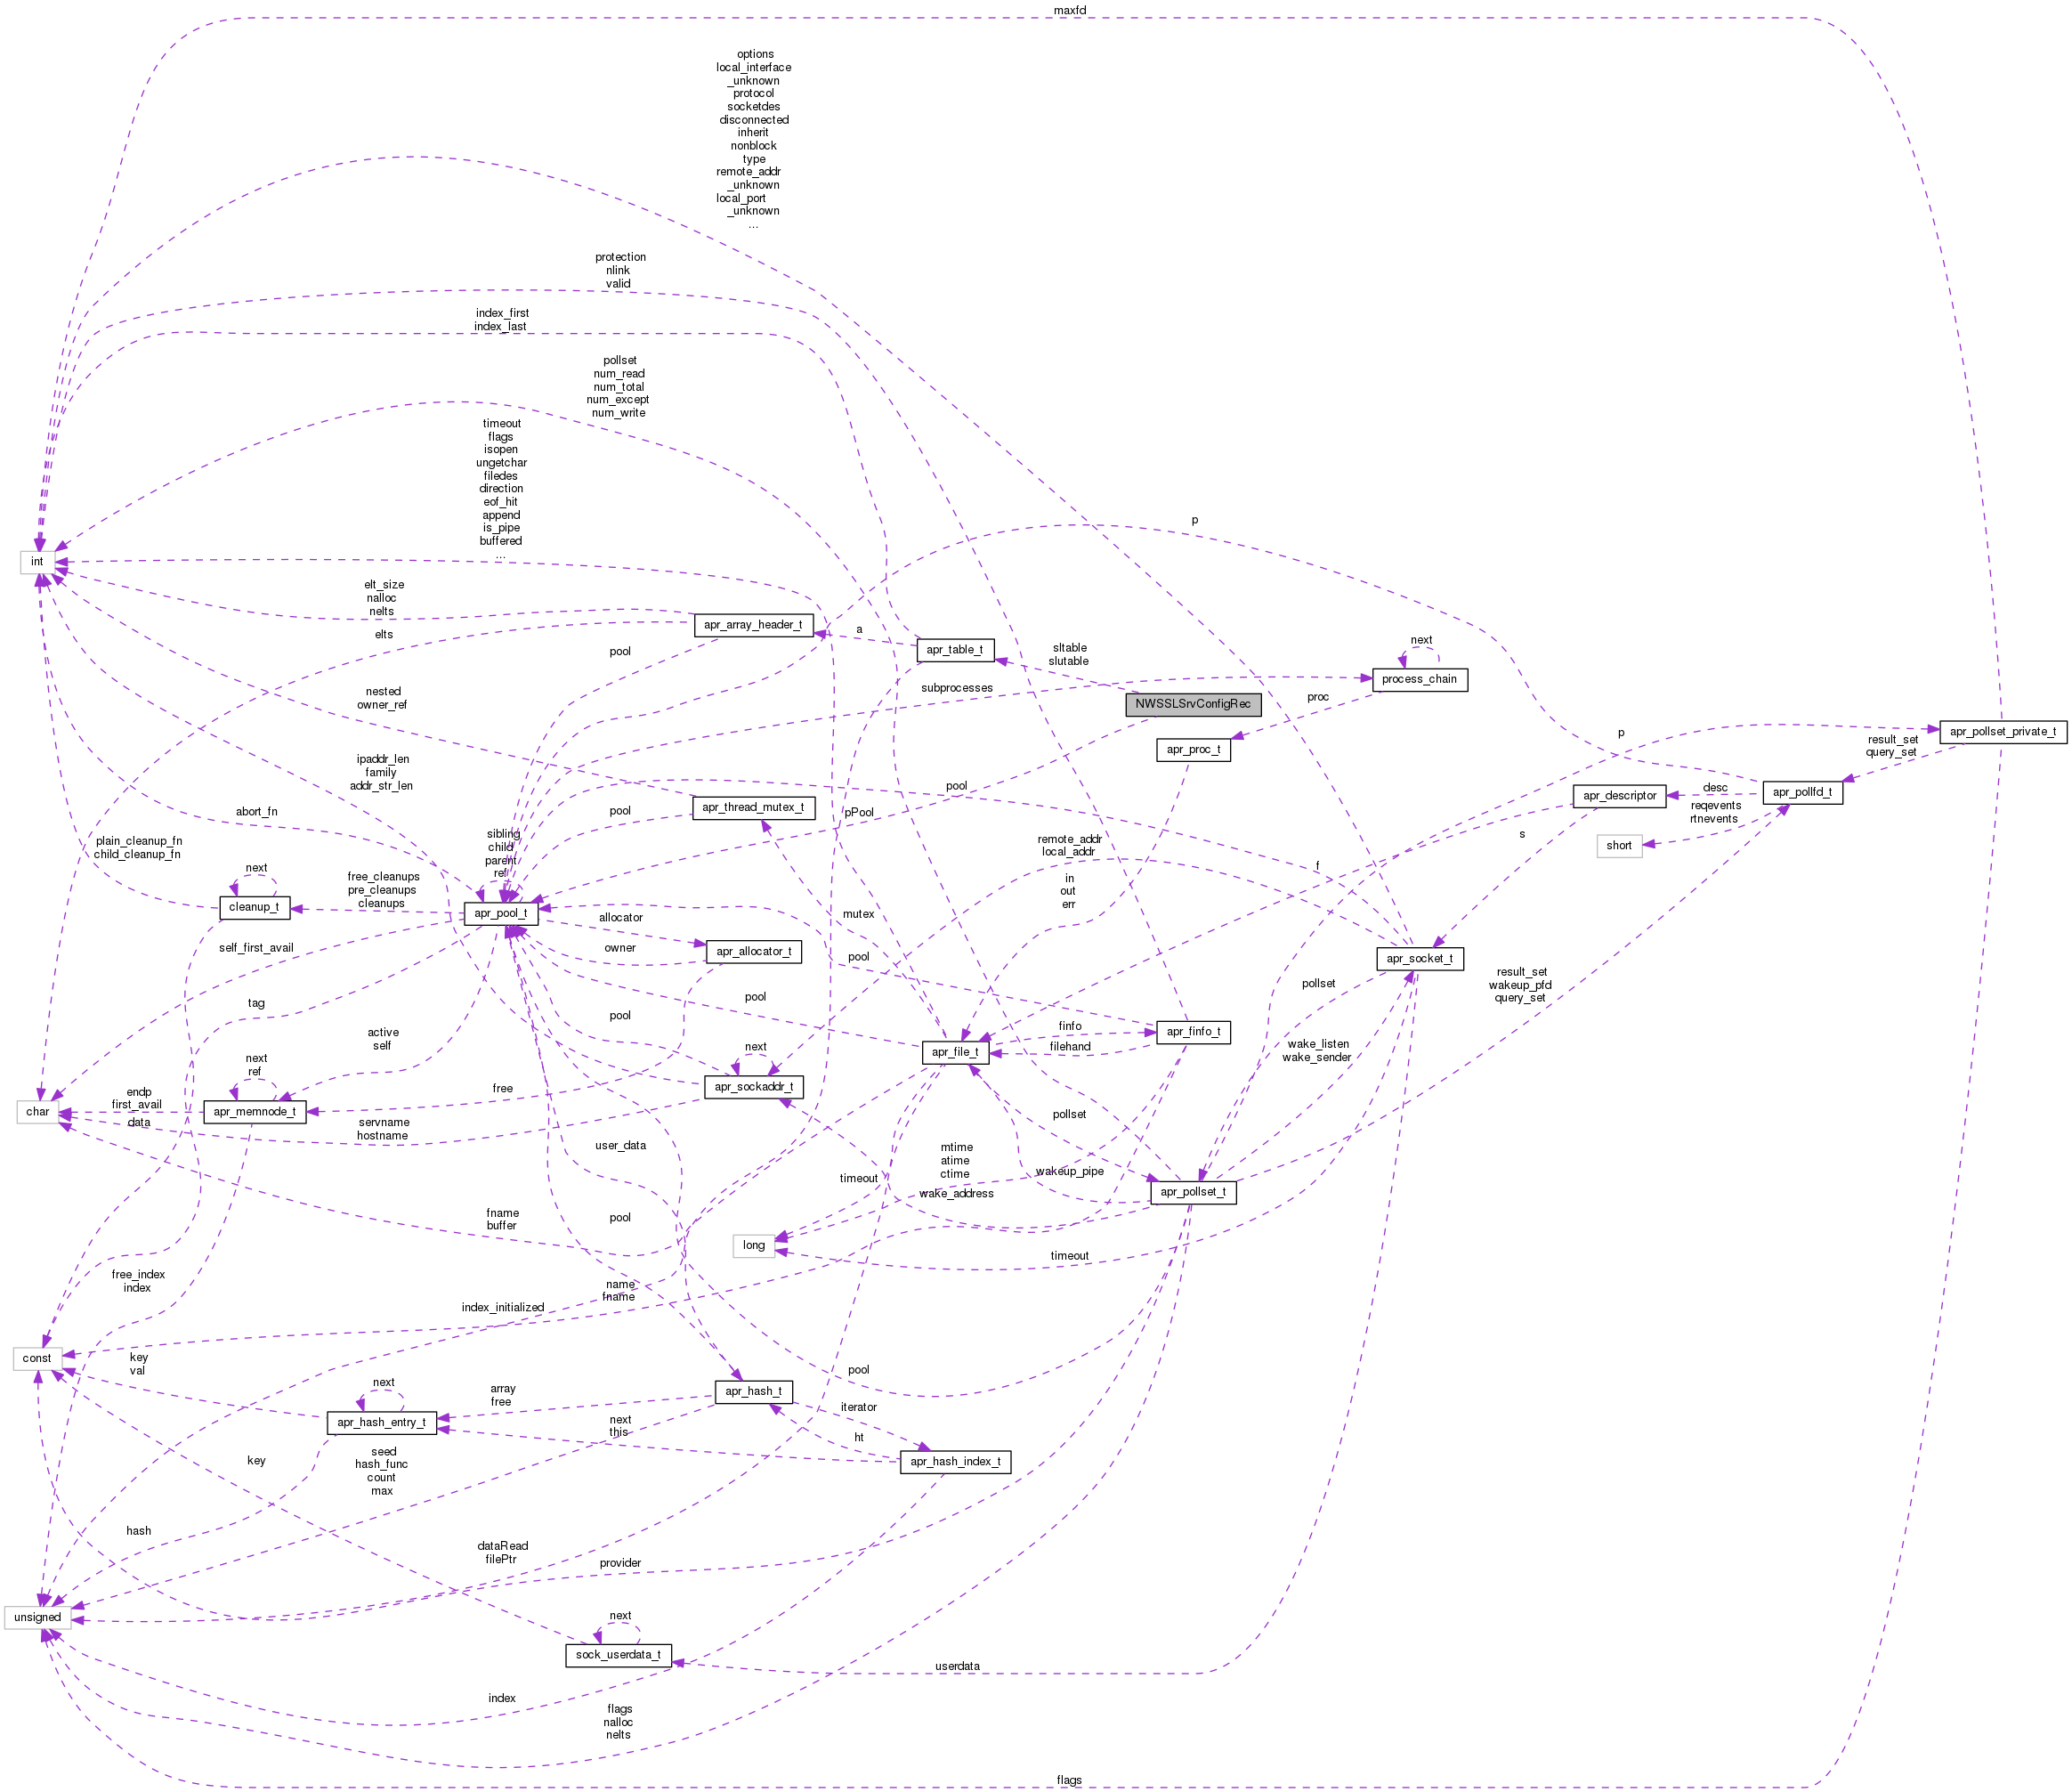 maxfd
options
local_interface
_unknown
protocol
socketdes
disconnected
inherit
nonblock
type
remote_addr
_unknown
local_port
_unknown
...
protection
nlink
valid
index_first
index_last
pollset
num_read
num_total
num_except
num_write
timeout
flags
isopen
ungetchar
filedes
direction
eof_hit
append
is_pipe
buffered
...
p
int
elt_size
nalloc
nelts
apr_array_header_t
elts
a
apr_table_t
pool
sltable
slutable
next
process_chain
subprocesses
proc
nested
owner_ref
NWSSLSrvConfigRec
apr_pollset_private_t
p
result_set
query_set
apr_proc_t
ipaddr_len
family
addr_str_len
pool
desc
apr_descriptor
apr_pollfd_t
reqevents
rtnevents
apr_thread_mutex_t
abort_fn
pool
pPool
sibling
child
parent
ref
plain_cleanup_fn
child_cleanup_fn
remote_addr
local_addr
s
short
next
free_cleanups
pre_cleanups
cleanups
f
in
out
err
cleanup_t
apr_pool_t
allocator
mutex
self_first_avail
owner
apr_allocator_t
pool
apr_socket_t
tag
pool
pollset
result_set
wakeup_pfd
query_set
active
self
pool
finfo
filehand
apr_finfo_t
apr_file_t
next
ref
next
wake_listen
wake_sender
free
apr_sockaddr_t
endp
first_avail
char
apr_memnode_t
data
servname
hostname
pollset
user_data
mtime
atime
ctime
wakeup_pipe
timeout
wake_address
apr_pollset_t
fname
buffer
pool
long
timeout
free_index
index
name
fname
index_initialized
const
key
val
next
array
free
apr_hash_t
pool
iterator
apr_hash_entry_t
next
this
ht
apr_hash_index_t
key
seed
hash_func
count
max
hash
dataRead
filePtr
provider
unsigned
next
sock_userdata_t
userdata
index
flags
nalloc
nelts
flags